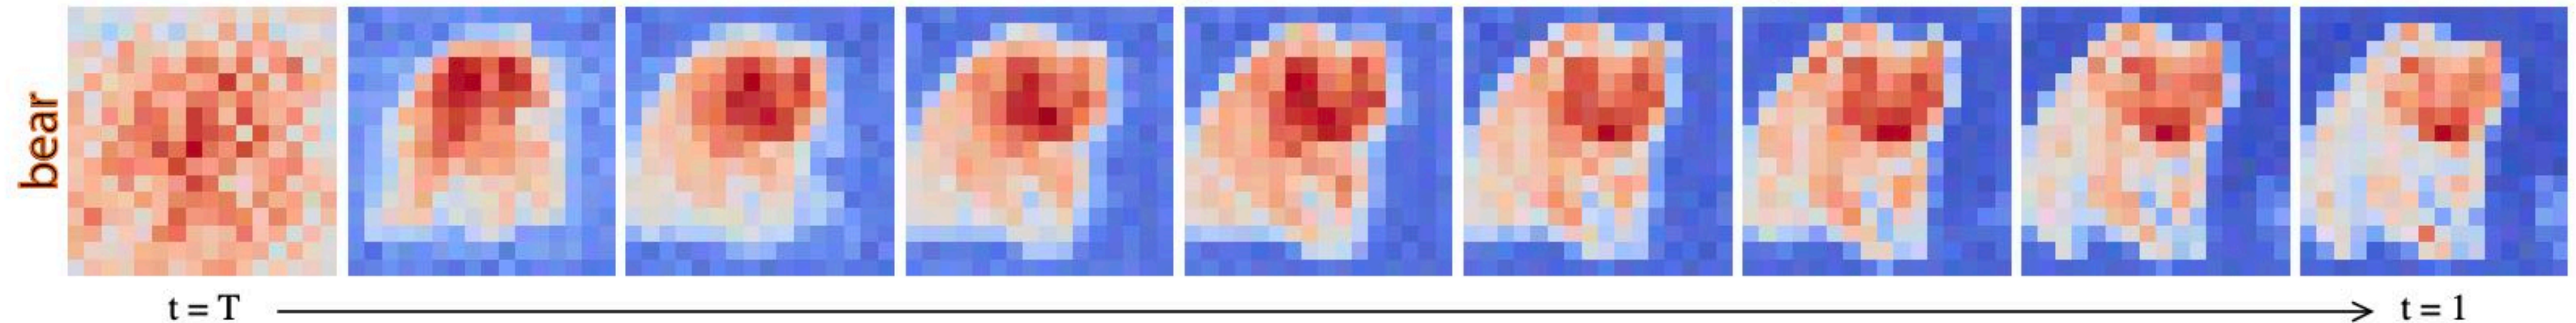 bear
t = T
t = 1